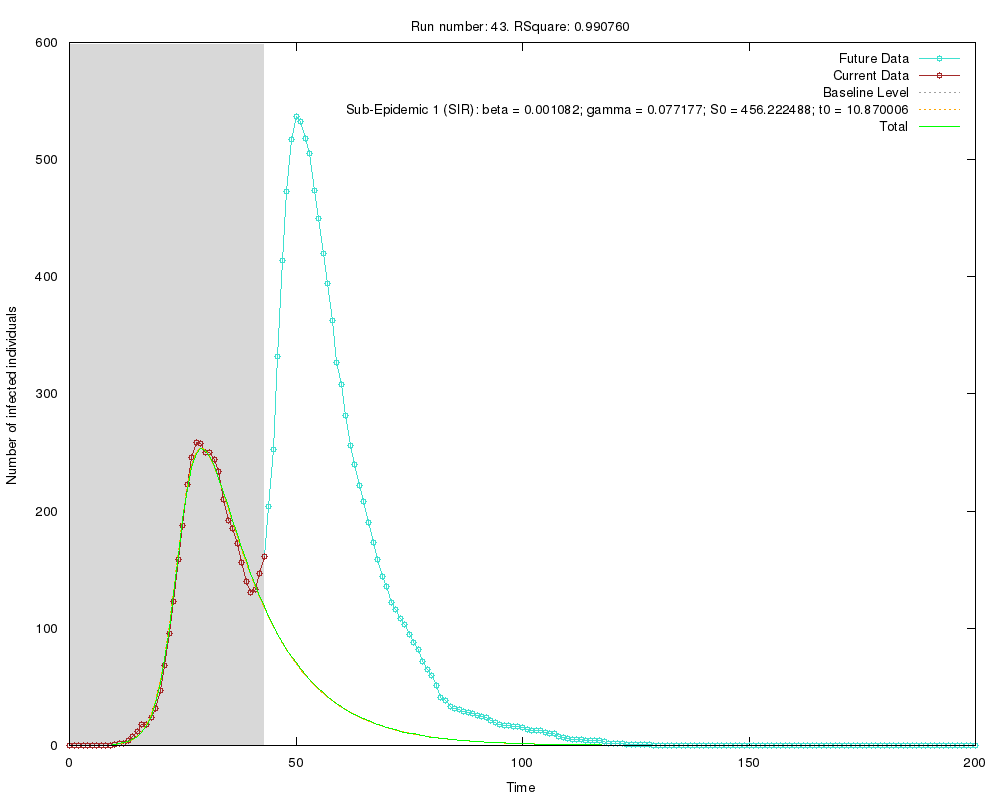 Run number: 43. RSquare: 0.990760
600
500
400
300
200
100
0
Number of infected individuals
Future Data
Current Data
Baseline Level
Sub-Epidemic 1 (SIR): beta = 0.001082; gamma = 0.077177; S0 = 456.222488; t0 = 10.870006
Total
0 50 100 150 200
Time